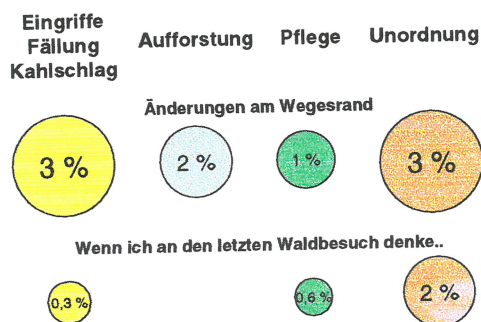 Eingriffe
Fällung
Kahlschlag
Aufforstung
Pflege
Unordnung
Änderungen am Wegesrand
3 %
2 %
1 %
3 %
Wenn ich an den letzten Waldbesuch denke..
0,3 %
0,6 %
2 %